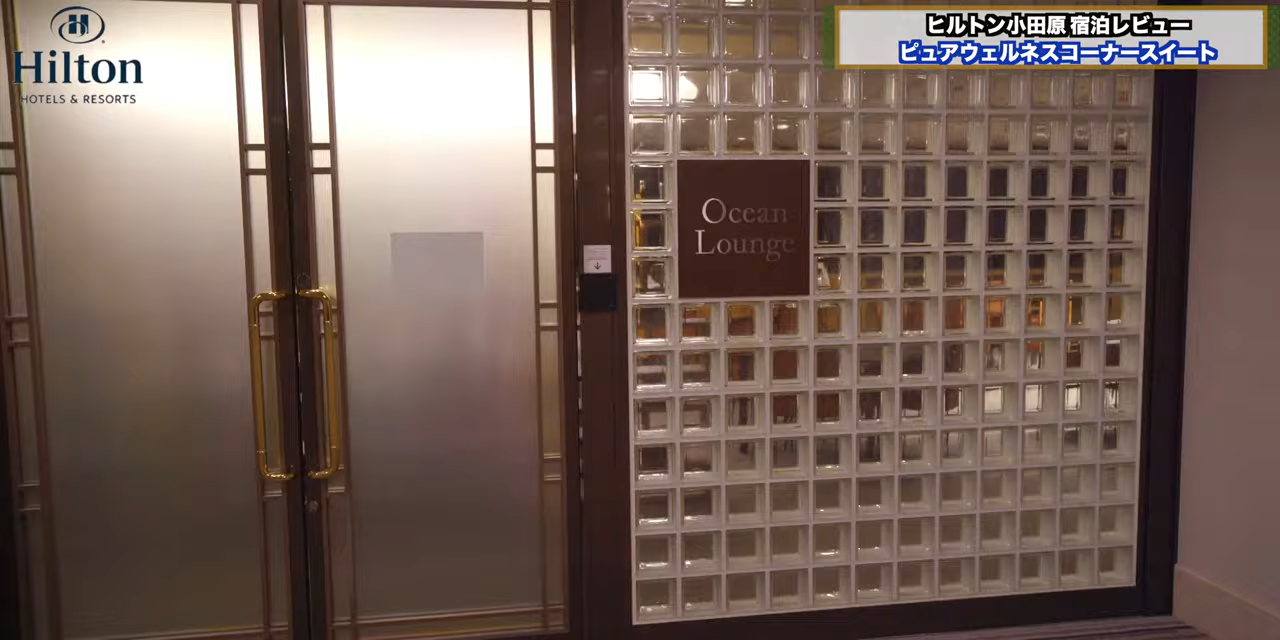 Hilton
HOTELS & RESORTS
ヒルトン小田原 宿泊レビュー
ピュアウェルネスコーナースイート
Ocean
Lounge